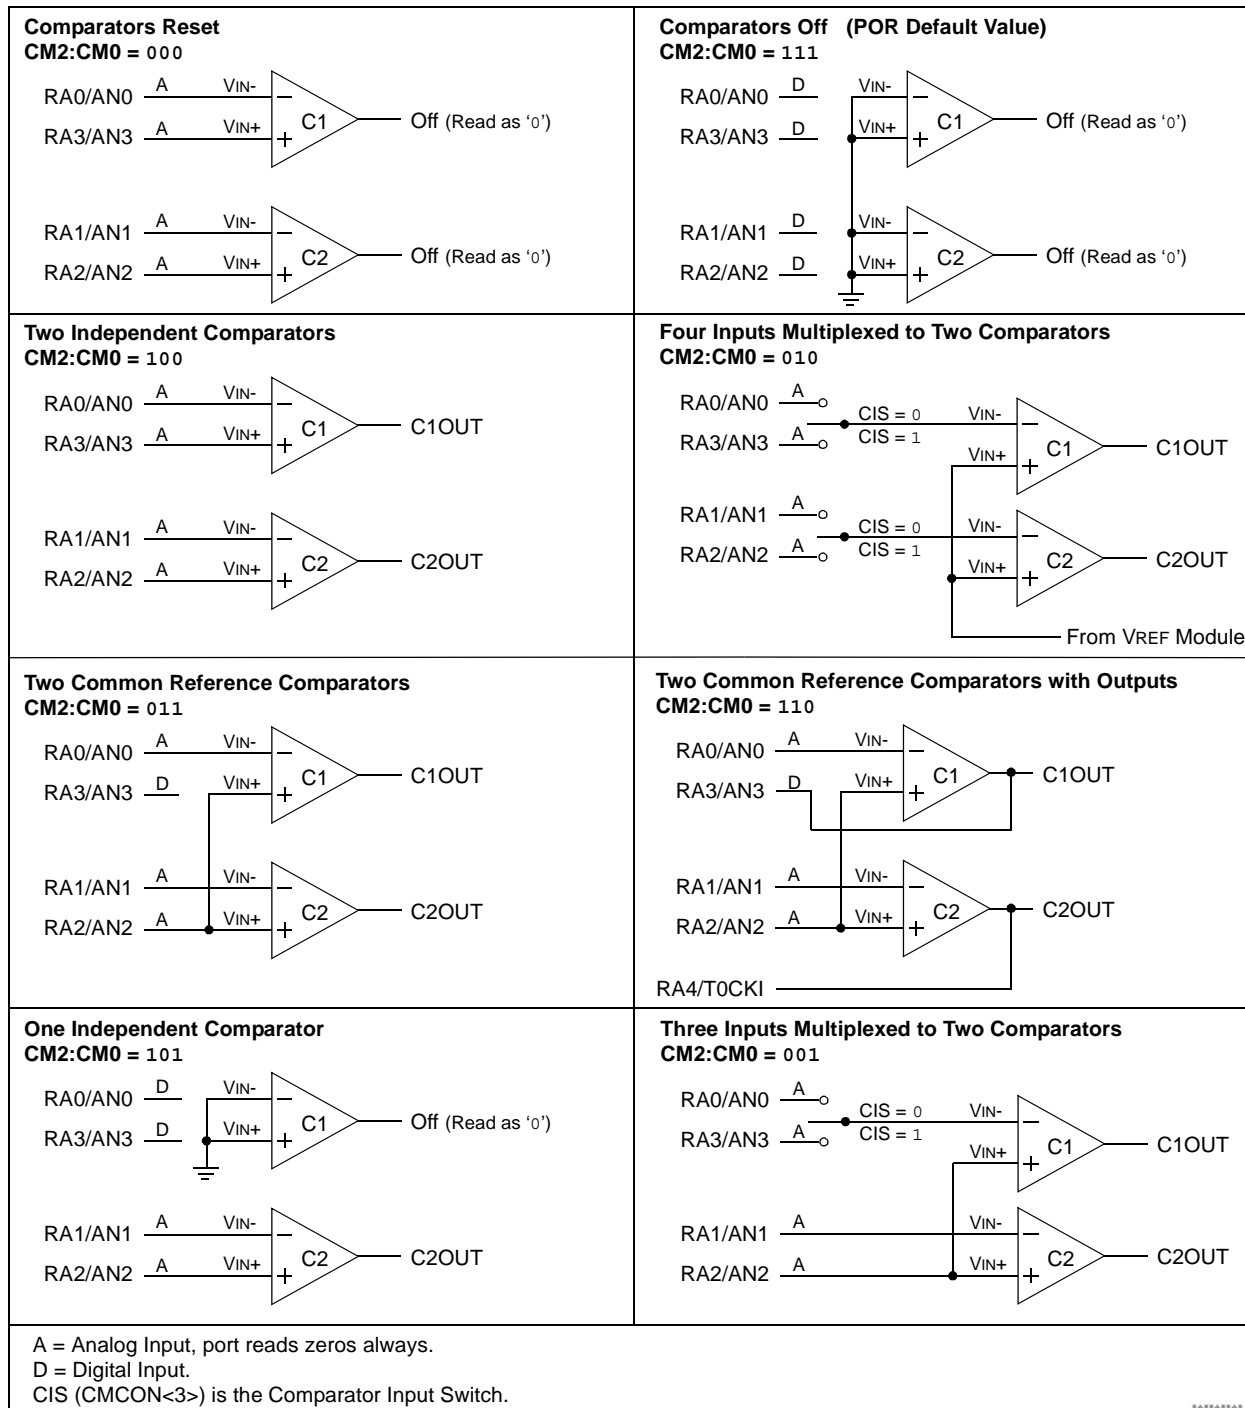 Comparators Reset
CM2:CM0 = 000
RA0/AN0 A VIN-
C1 Off (Read as ‘0’)
RA3/AN3 A VIN+
RA1/AN1 A VIN-
C2 Off (Read as ‘0’)
RA2/AN2 A VIN+
Comparators Off (POR Default Value)
CM2:CM0 = 111
RA0/AN0 D VIN-
C1 Off (Read as ‘0’)
RA3/AN3 D VIN+
RA1/AN1 D VIN-
C2 Off (Read as ‘0’)
RA2/AN2 D VIN+
Two Independent Comparators
CM2:CM0 = 100
RA0/AN0 A VIN-
C1 C1OUT
RA3/AN3 A VIN+
RA1/AN1 A VIN-
C2 C2OUT
RA2/AN2 A VIN+
Four Inputs Multiplexed to Two Comparators
CM2:CM0 = 010
RA0/AN0 A
CIS = 0 VIN-
RA3/AN3 A CIS = 1
VIN+ C1 C1OUT
RA1/AN1 A
CIS = 0 VIN-
RA2/AN2 A CIS = 1
VIN+ C2 C2OUT
From VREF Module
Two Common Reference Comparators
CM2:CM0 = 011
RA0/AN0 A VIN-
C1 C1OUT
RA3/AN3 D VIN+
RA1/AN1 A VIN-
C2 C2OUT
RA2/AN2 A VIN+
Two Common Reference Comparators with Outputs
CM2:CM0 = 110
RA0/AN0 A VIN-
C1 C1OUT
RA3/AN3 D VIN+
RA1/AN1 A VIN-
C2 C2OUT
RA2/AN2 A VIN+
RA4/T0CKI
One Independent Comparator
CM2:CM0 = 101
RA0/AN0 D VIN-
C1 Off (Read as ‘0’)
RA3/AN3 D VIN+
RA1/AN1 A VIN-
C2 C2OUT
RA2/AN2 A VIN+
Three Inputs Multiplexed to Two Comparators
CM2:CM0 = 001
RA0/AN0 A
CIS = 0 VIN-
RA3/AN3 A CIS = 1
VIN+ C1 C1OUT
RA1/AN1 A VIN-
C2 C2OUT
RA2/AN2 A VIN+
A = Analog Input, port reads zeros always.
D = Digital Input.
CIS (CMCON<3>) is the Comparator Input Switch.